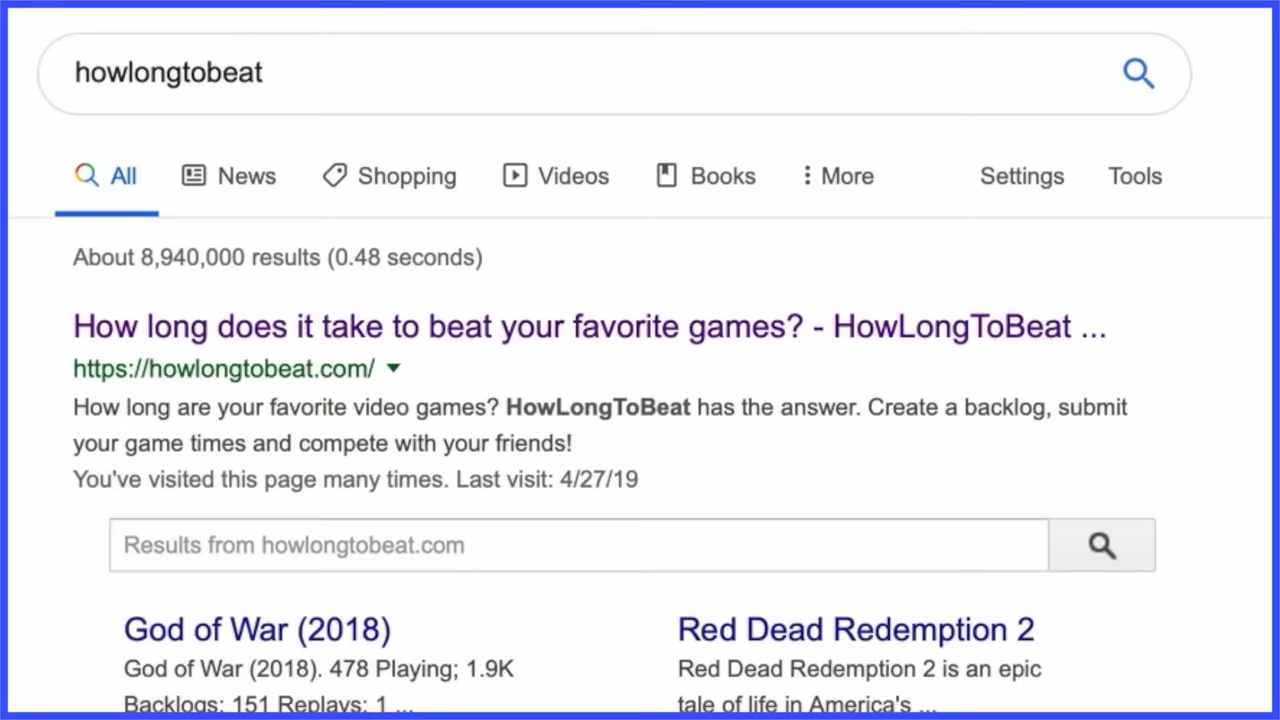 howlongtobeat
All News Shopping Videos Books More Settings Tools
About 8,940,000 results (0.48 seconds)
How long does it take to beat your favorite games? - HowLongToBeat ...
https://howlongtobeat.com/
How long are your favorite video games? HowLongToBeat has the answer. Create a backlog, submit
your game times and compete with your friends!
You've visited this page many times. Last visit: 4/27/19
Results from howlongtobeat.com
God of War (2018)
God of War (2018). 478 Playing; 1.9K
Backlogs; 151 Replays; 1 ...
Red Dead Redemption 2
Red Dead Redemption 2 is an epic
tale of life in America's ...